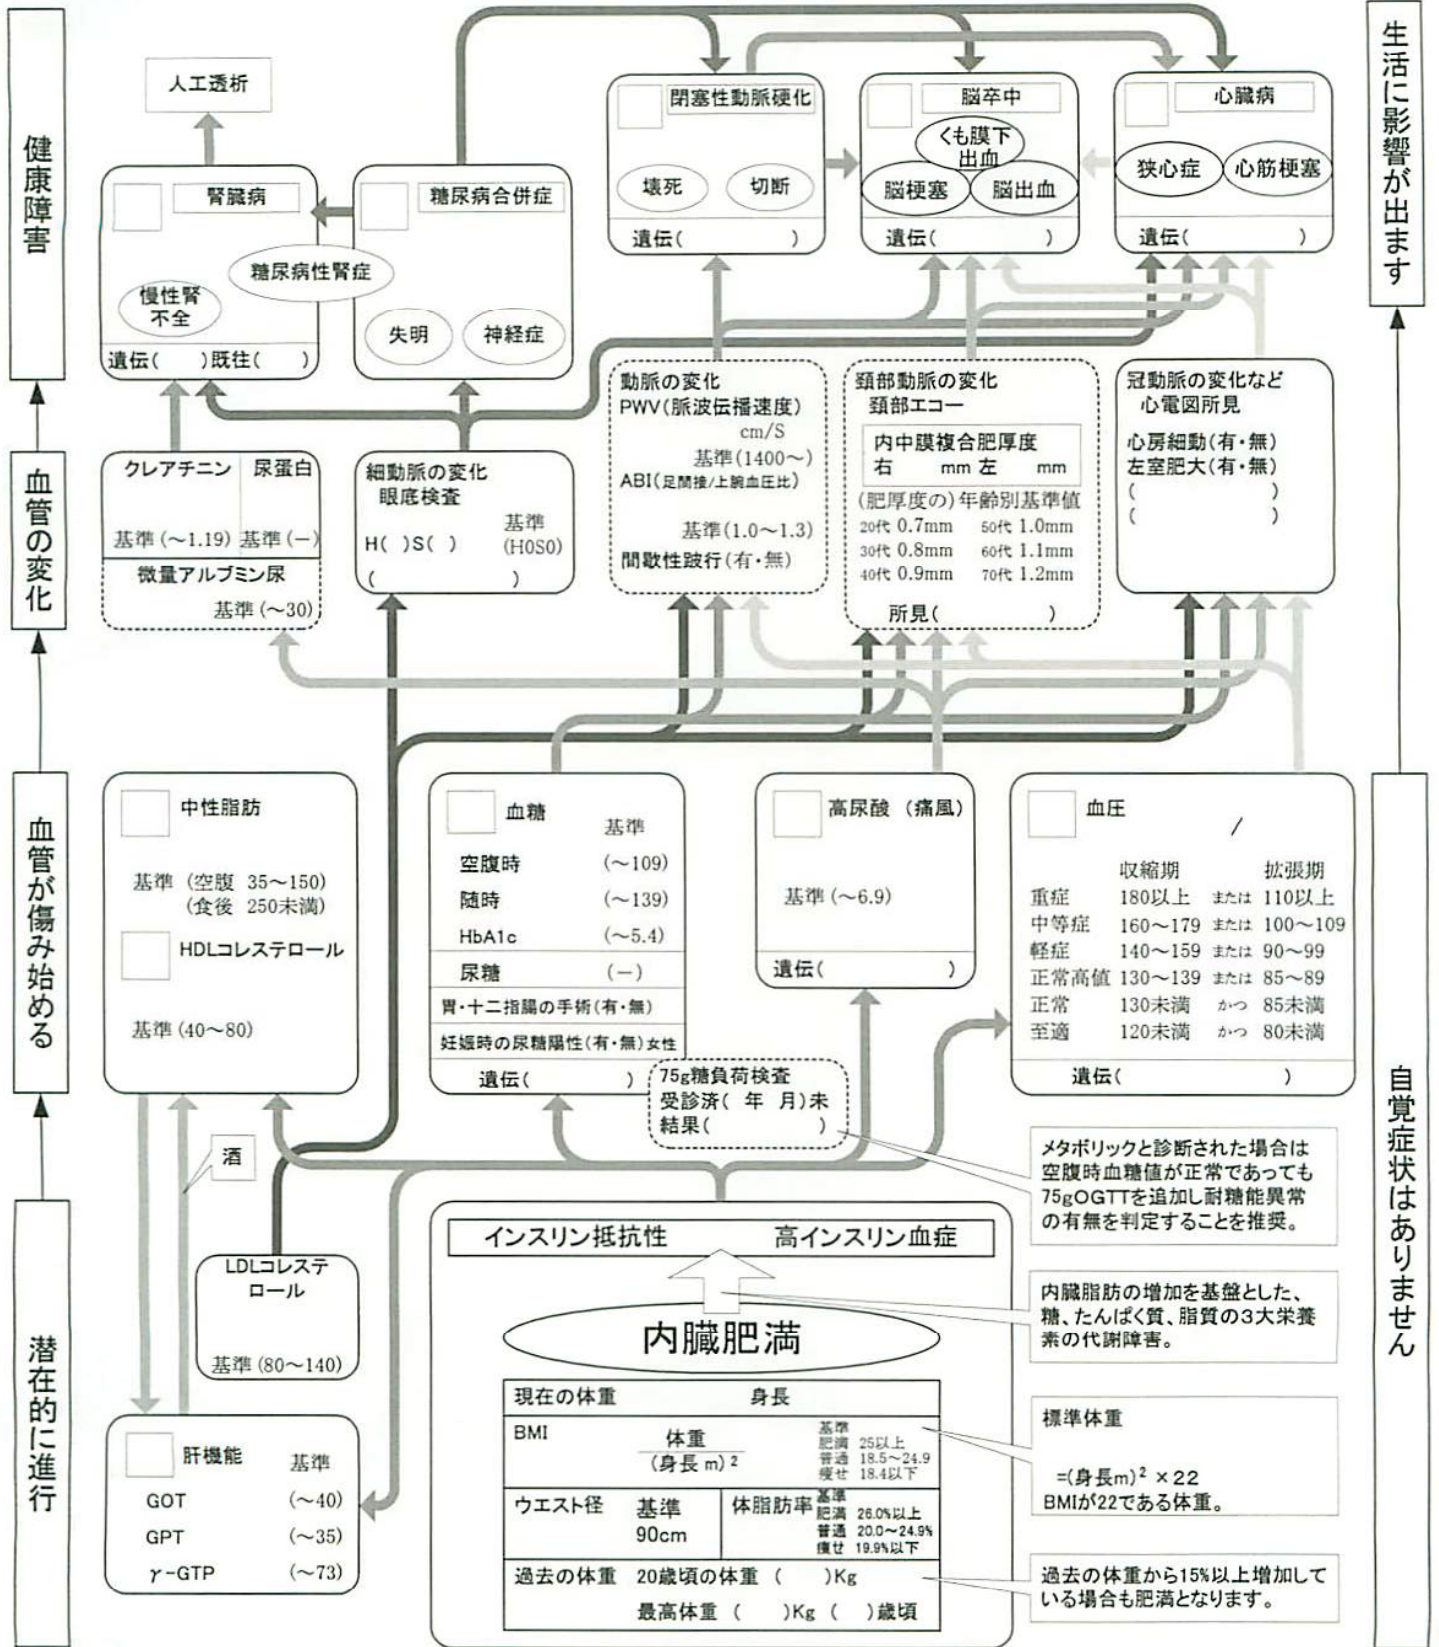 健康障害
血管の変化
血管が傷み始める
潜在的に進行
生活に影響が出ます
自覚症状はありません
人工透析
腎臓病
慢性腎
不全
糖尿病性腎症
遺伝(　　)既往(　　)
糖尿病合併症
失明
神経症
閉塞性動脈硬化
壊死
切断
遺伝(　　　　)
脳卒中
くも膜下
出血
脳梗塞
脳出血
遺伝(　　　　)
心臓病
狭心症
心筋梗塞
遺伝(　　　　)
クレアチニン
基準(～1.19)
尿蛋白
基準(－)
微量アルブミン尿
基準(～30)
細動脈の変化
眼底検査
基準
H(　)S(　)
(H0S0)
(　　　　　　)
動脈の変化
PWV(脈波伝播速度)
cm/S
基準(1400～)
ABI(足関接/上腕血圧比)
基準(1.0～1.3)
間歇性跛行(有・無)
頚部動脈の変化
頚部エコー
内中膜複合肥厚度
右　　mm 左　　mm
(肥厚度の)年齢別基準値
20代 0.7mm　50代 1.0mm
30代 0.8mm　60代 1.1mm
40代 0.9mm　70代 1.2mm
所見(　　　　　)
冠動脈の変化など
心電図所見
心房細動(有・無)
左室肥大(有・無)
(　　　　　　)
(　　　　　　)
中性脂肪
基準 (空腹 35～150)
(食後 250未満)
HDLコレステロール
基準(40～80)
血糖
基準
空腹時　(～109)
随時　(～139)
HbA1c　(～5.4)
尿糖　(－)
胃・十二指腸の手術(有・無)
妊娠時の尿糖陽性(有・無)女性
遺伝(　　　　　)
75g糖負荷検査
受診済(　年　月)未
結果(　　　　　)
高尿酸 (痛風)
基準(～6.9)
遺伝(　　　　　)
血圧　　/
収縮期　拡張期
重症　180以上　または　110以上
中等症　160～179　または　100～109
軽症　140～159　または　90～99
正常高値　130～139　または　85～89
正常　130未満　かつ　85未満
至適　120未満　かつ　80未満
遺伝(　　　　　　)
酒
LDLコレステ
ロール
基準(80～140)
肝機能　基準
GOT　(～40)
GPT　(～35)
γ-GTP　(～73)
インスリン抵抗性　高インスリン血症
内臓肥満
現在の体重　身長
BMI
体重
(身長 m)²
基準
肥満 25以上
普通 18.5～24.9
痩せ 18.4以下
ウエスト径
基準
90cm
体脂肪率
基準
肥満 26.0%以上
普通 20.0～24.9%
痩せ 19.9%以下
過去の体重　20歳頃の体重 (　　)Kg
最高体重 (　　)Kg (　)歳頃
メタボリックと診断された場合は
空腹時血糖値が正常であっても
75gOGTTを追加し耐糖能異常
の有無を判定することを推奨。
内臓脂肪の増加を基盤とした、
糖、たんぱく質、脂質の3大栄養
素の代謝障害。
標準体重
=(身長m)²×22
BMIが22である体重。
過去の体重から15%以上増加して
いる場合も肥満となります。